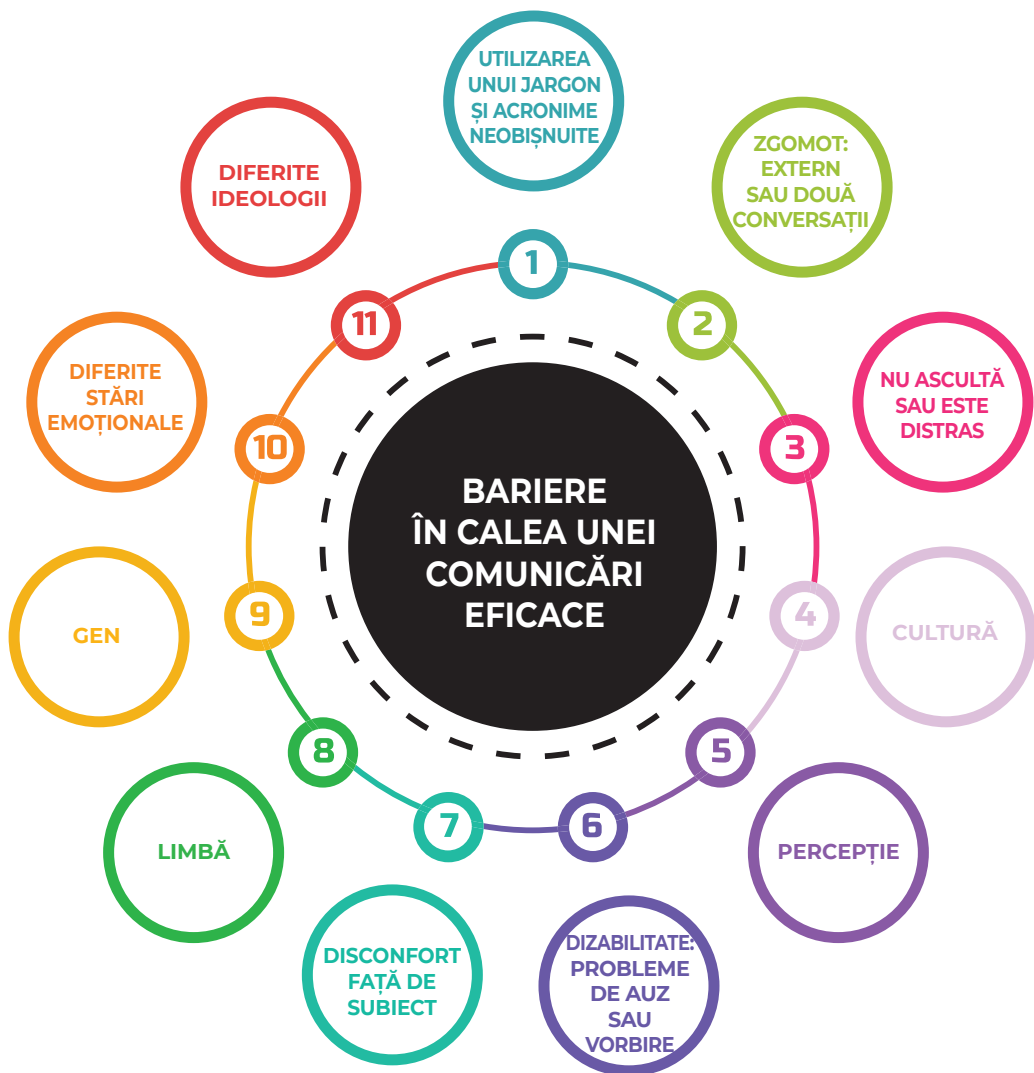 BARIERE
ÎN CALEA UNEI
COMUNICĂRI
EFICACE
1
UTILIZAREA
UNUI JARGON
ȘI ACRONIME
NEOBIȘNUITE
2
ZGOMOT:
EXTERN
SAU DOUĂ
CONVERSAȚII
3
NU ASCULTĂ
SAU ESTE
DISTRAS
4
CULTURĂ
5
PERCEPȚIE
6
DIZABILITATE:
PROBLEME
DE AUZ
SAU
VORBIRE
7
DISCONFORT
FAȚĂ DE
SUBIECT
8
LIMBĂ
9
GEN
10
DIFERITE
STĂRI
EMOȚIONALE
11
DIFERITE
IDEOLOGII